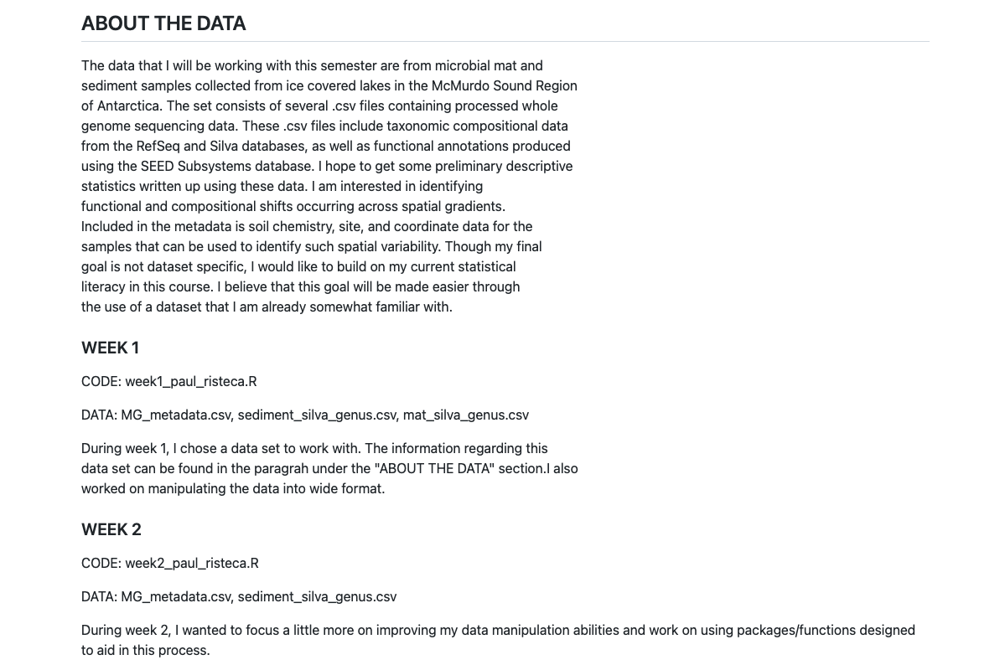 ABOUT THE DATA
The data that I will be working with this semester are from microbial mat and
sediment samples collected from ice covered lakes in the McMurdo Sound Region
of Antarctica. The set consists of several .csv files containing processed whole
genome sequencing data. These .csv files include taxonomic compositional data
from the RefSeq and Silva databases, as well as functional annotations produced
using the SEED Subsystems database. I hope to get some preliminary descriptive
statistics written up using these data. I am interested in identifying
functional and compositional shifts occurring across spatial gradients.
Included in the metadata is soil chemistry, site, and coordinate data for the
samples that can be used to identify such spatial variability. Though my final
goal is not dataset specific, I would like to build on my current statistical
literacy in this course. I believe that this goal will be made easier through
the use of a dataset that I am already somewhat familiar with.
WEEK 1
CODE: week1_paul_risteca.R
DATA: MG_metadata.csv, sediment_silva_genus.csv, mat_silva_genus.csv
During week 1, I chose a data set to work with. The information regarding this
data set can be found in the paragrah under the "ABOUT THE DATA" section.I also
worked on manipulating the data into wide format.
WEEK 2
CODE: week2_paul_risteca.R
DATA: MG_metadata.csv, sediment_silva_genus.csv
During week 2, I wanted to focus a little more on improving my data manipulation abilities and work on using packages/functions designed
to aid in this process.